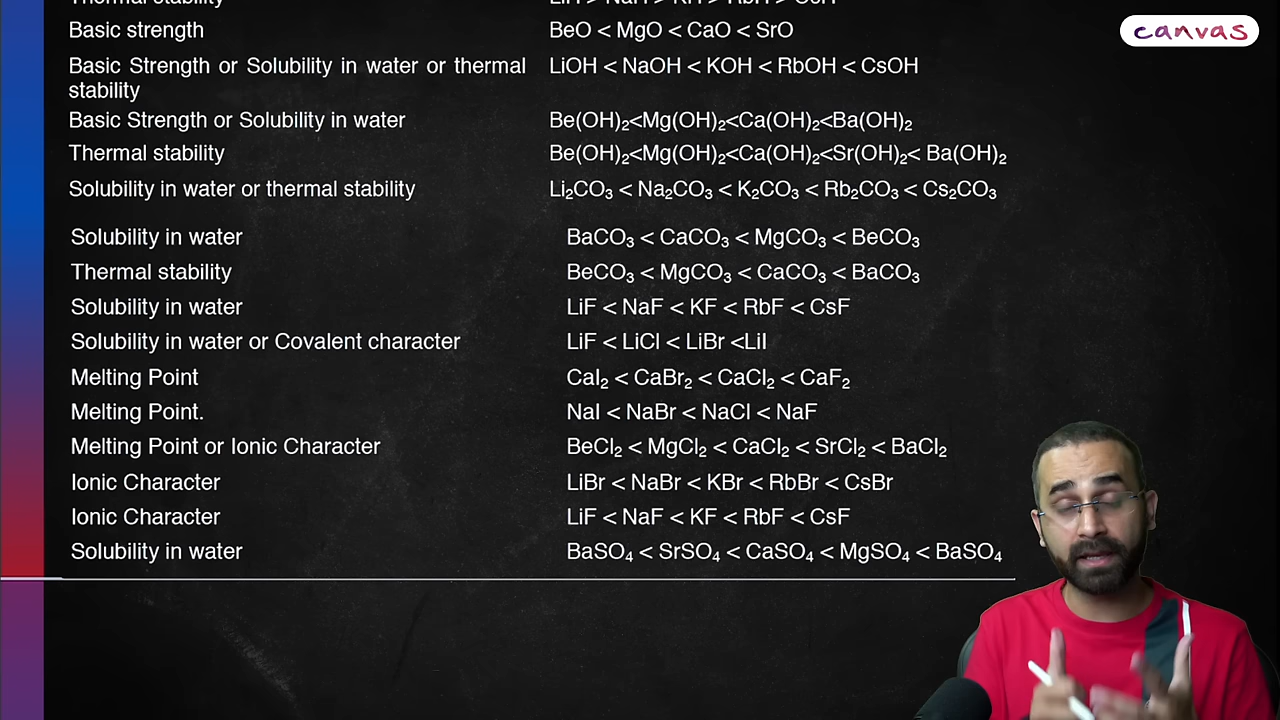 Thermal stability LiH > NaH > KH > RbH > CsH
canvas
Basic strength BeO < MgO < CaO < SrO
Basic Strength or Solubility in water or thermal LiOH < NaOH < KOH < RbOH < CsOH
stability
Basic Strength or Solubility in water Be(OH)₂<Mg(OH)₂<Ca(OH)₂<Ba(OH)₂
Thermal stability Be(OH)₂<Mg(OH)₂<Ca(OH)₂<Sr(OH)₂< Ba(OH)₂
Solubility in water or thermal stability Li₂CO₃ < Na₂CO₃ < K₂CO₃ < Rb₂CO₃ < Cs₂CO₃
Solubility in water BaCO₃ < CaCO₃ < MgCO₃ < BeCO₃
Thermal stability BeCO₃ < MgCO₃ < CaCO₃ < BaCO₃
Solubility in water LiF < NaF < KF < RbF < CsF
Solubility in water or Covalent character LiF < LiCl < LiBr <LiI
Melting Point CaI₂ < CaBr₂ < CaCl₂ < CaF₂
Melting Point. NaI < NaBr < NaCl < NaF
Melting Point or Ionic Character BeCl₂ < MgCl₂ < CaCl₂ < SrCl₂ < BaCl₂
Ionic Character LiBr < NaBr < KBr < RbBr < CsBr
Ionic Character LiF < NaF < KF < RbF < CsF
Solubility in water BaSO₄ < SrSO₄ < CaSO₄ < MgSO₄ < BaSO₄